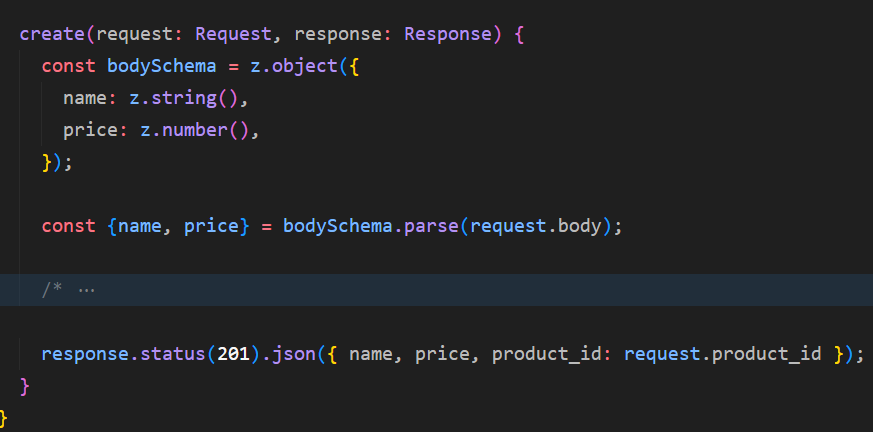 create(request: Request, response: Response) {
const bodySchema = z.object({
name: z.string(),
price: z.number(),
});
const {name, price} = bodySchema.parse(request.body);
/* ···
response.status(201).json({ name, price, product_id: request.product_id });
}
}